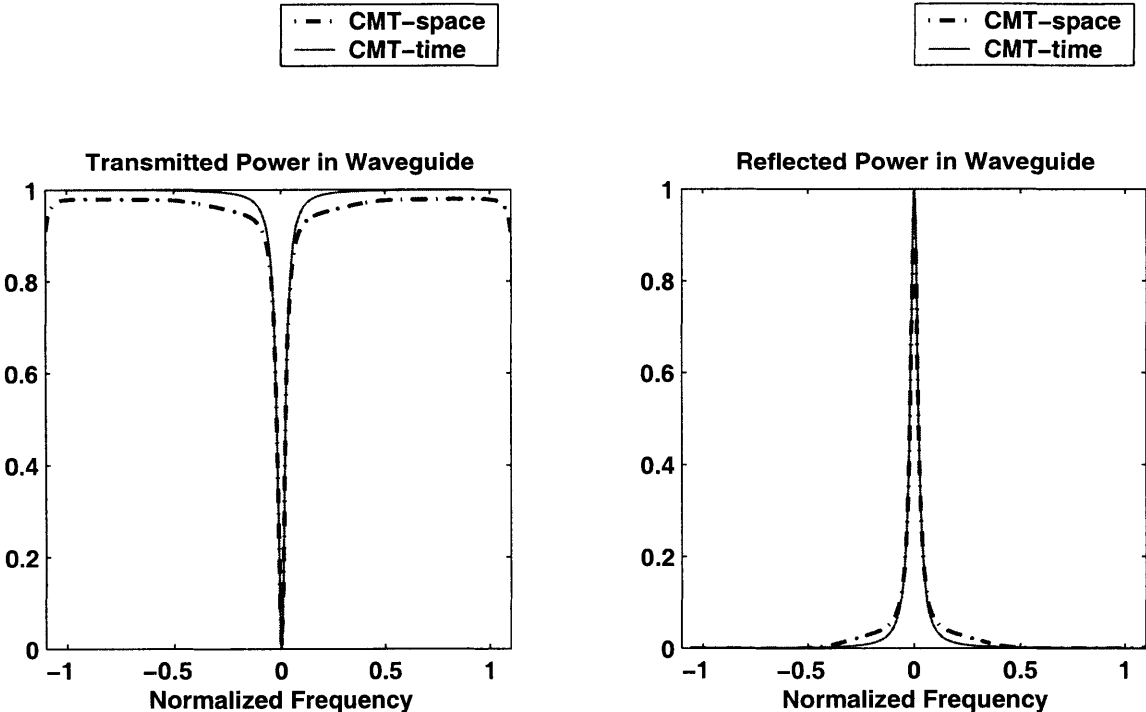 CMT-space
CMT-time
Transmitted Power in Waveguide
1
0.8
0.6
0.4
0.2
0
-1
-0.5
0
0.5
1
Normalized Frequency
CMT-space
CMT-time
Reflected Power in Waveguide
1
0.8
0.6
0.4
0.2
0
-1
-0.5
0
0.5
1
Normalized Frequency